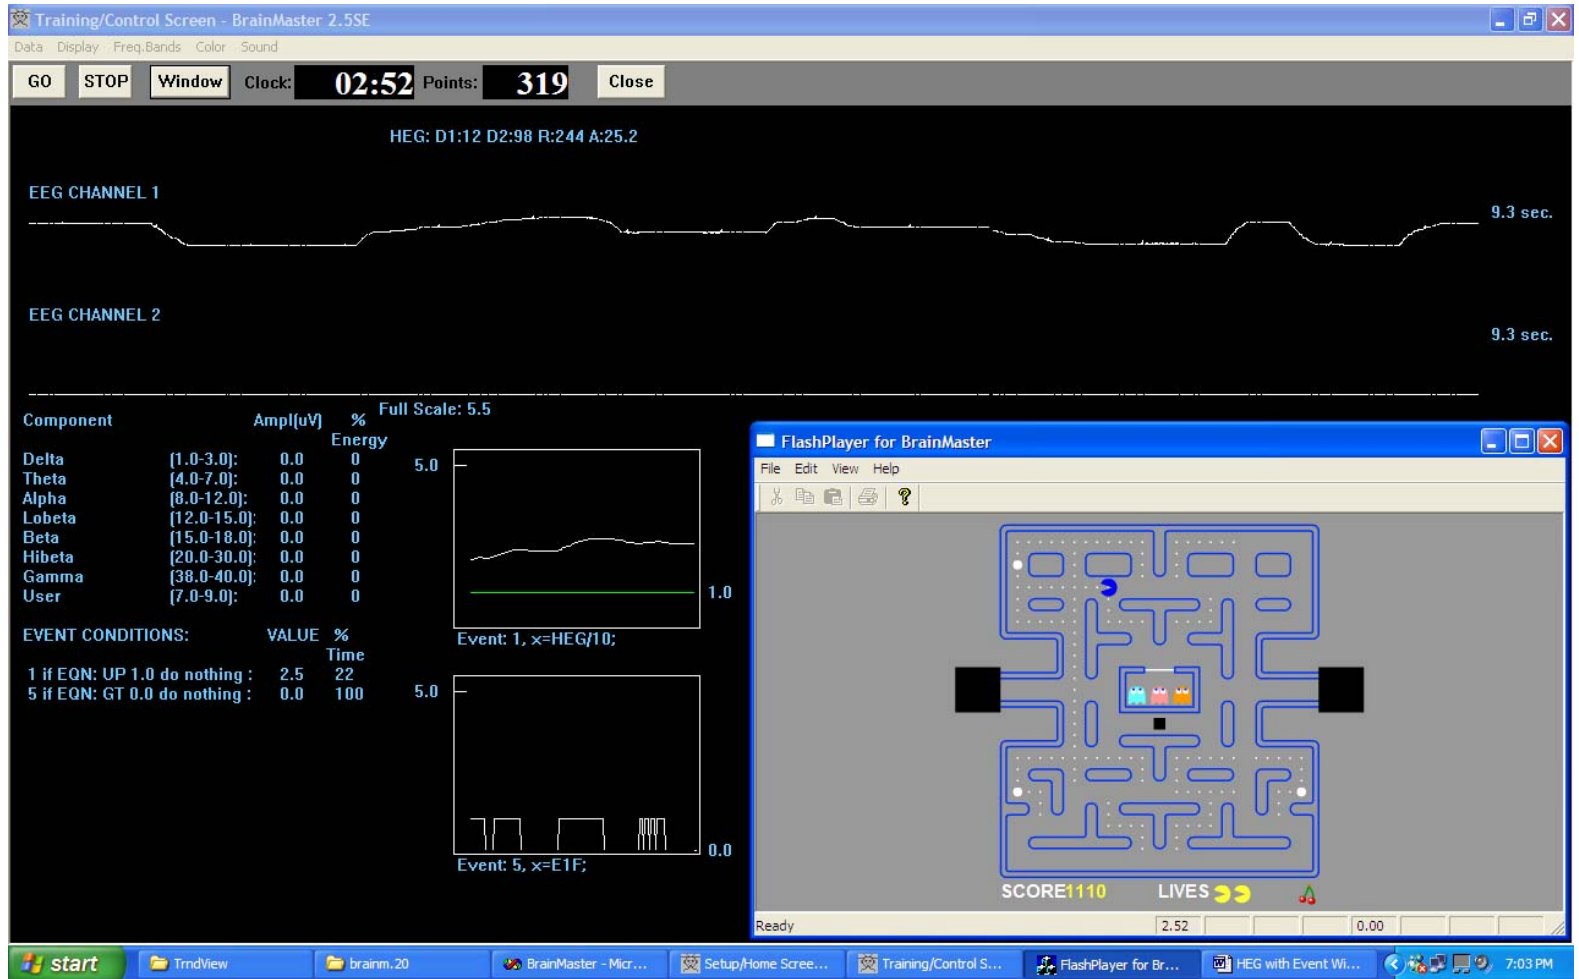 Training/Control Screen - BrainMaster 2.5SE
Data Display Freq.Bands Color Sound
GO STOP Window Clock: 02:52 Points: 319 Close
HEG: D1:12 D2:98 R:244 A:25.2
EEG CHANNEL 1
9.3 sec.
EEG CHANNEL 2
9.3 sec.
Component Ampl(uV) % Energy
Delta (1.0-3.0): 0.0 0
Theta (4.0-7.0): 0.0 0
Alpha (8.0-12.0): 0.0 0
Lobeta (12.0-15.0): 0.0 0
Beta (15.0-18.0): 0.0 0
Hibeta (20.0-30.0): 0.0 0
Gamma (38.0-40.0): 0.0 0
User (7.0-9.0): 0.0 0
EVENT CONDITIONS: VALUE % Time
1 if EQN: UP 1.0 do nothing : 2.5 22
5 if EQN: GT 0.0 do nothing : 0.0 100
Full Scale: 5.5
5.0
1.0
Event: 1, x=HEG/10;
5.0
0.0
Event: 5, x=E1F;
FlashPlayer for BrainMaster
File Edit View Help
SCORE1110 LIVES
Ready 2.52 0.00
start TrndView brainm.20 BrainMaster - Micr... Setup/Home Scree... Training/Control S... FlashPlayer for Br... HEG with Event Wi... 7:03 PM